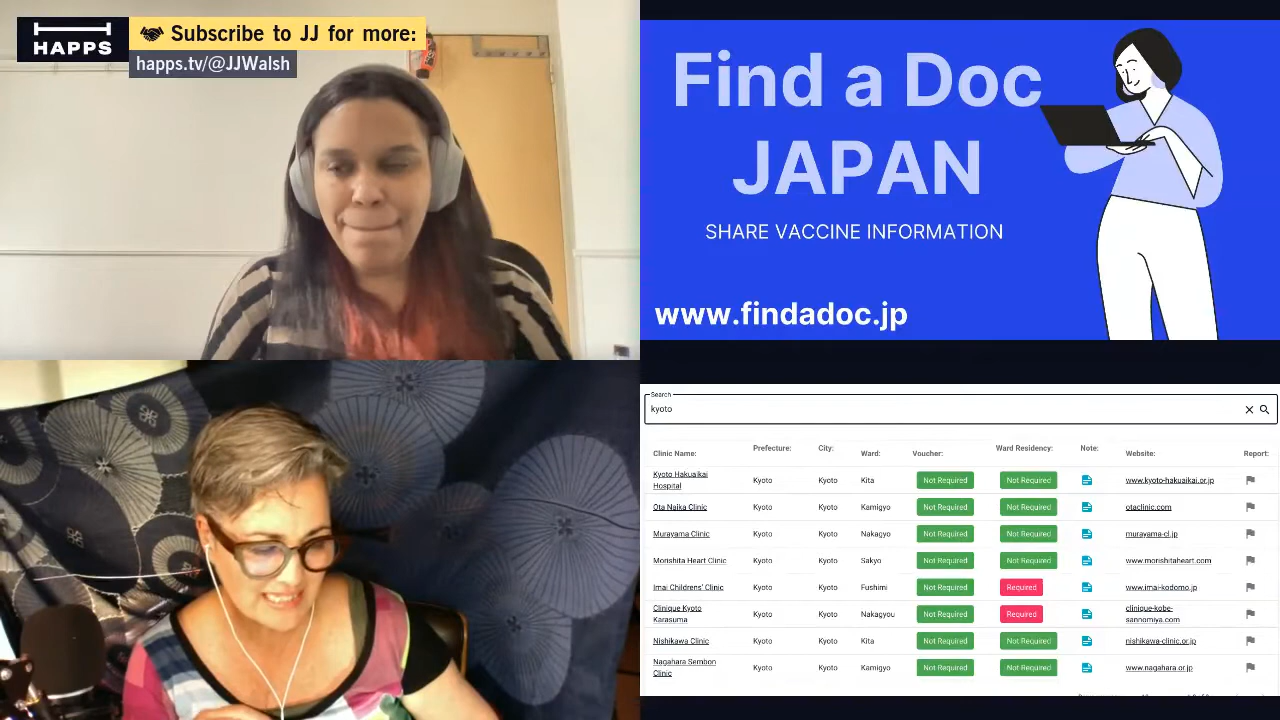 HAPPS
Subscribe to JJ for more:
happs.tv/@JJWalsh
Find a Doc
JAPAN
SHARE VACCINE INFORMATION
www.findadoc.jp
Search
kyoto
Clinic Name: Prefecture: City: Ward: Voucher: Ward Residency: Note: Website: Report:
Kyoto Hakuaikai
Hospital Kyoto Kyoto Kita Not Required Not Required www.kyoto-hakuaikai.or.jp
Ota Naika Clinic Kyoto Kyoto Kamigyo Not Required Not Required otaclinic.com
Murayama Clinic Kyoto Kyoto Nakagyo Not Required Not Required murayama-cl.jp
Morishita Heart Clinic Kyoto Kyoto Sakyo Not Required Not Required www.morishitaheart.com
Imai Childrens' Clinic Kyoto Kyoto Fushimi Not Required Required www.imai-kodomo.jp
Clinique Kyoto
Karasuma Kyoto Kyoto Nakagyou Not Required Required clinique-kobe-
sannomiya.com
Nishikawa Clinic Kyoto Kyoto Kita Not Required Not Required nishikawa-clinic.or.jp
Nagahara Sembon
Clinic Kyoto Kyoto Kamigyo Not Required Not Required www.nagahara.or.jp